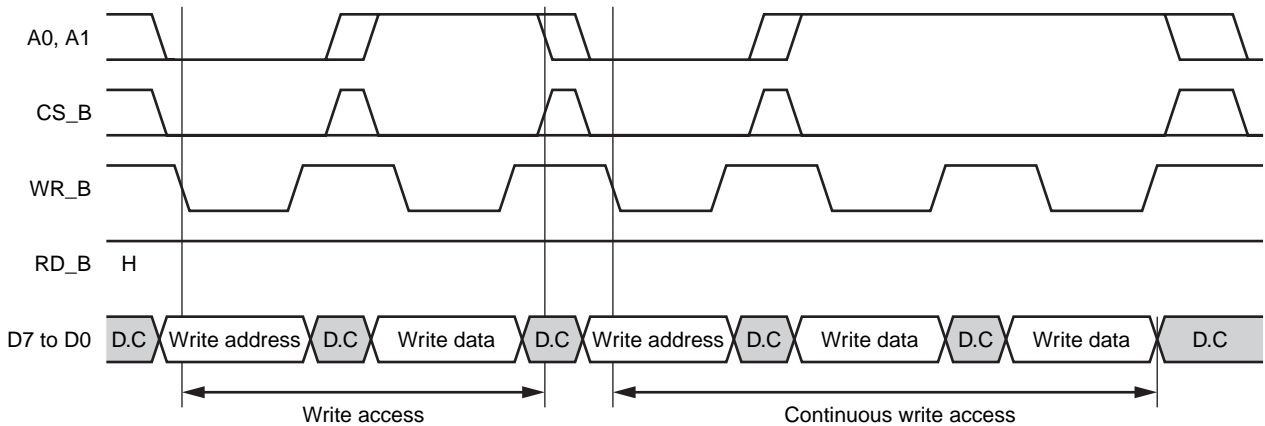 A0, A1
CS_B
WR_B
RD_B H
D7 to D0 D.C Write address D.C Write data D.C Write address D.C Write data D.C Write data D.C
Write access Continuous write access